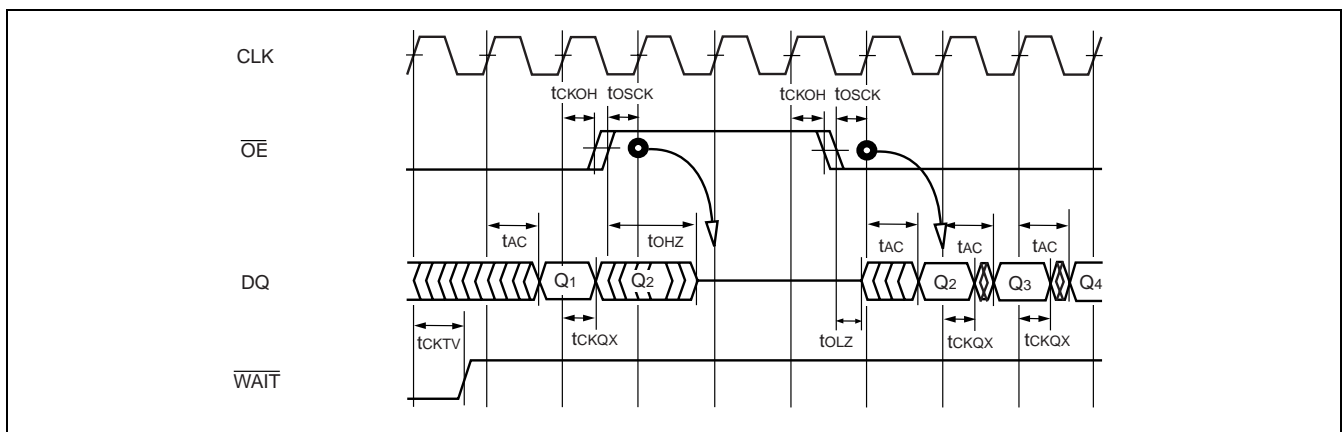 CLK
tCKOH tOSCK tCKOH tOSCK
OE
tAC tOHZ tAC tAC tAC
DQ Q1 Q2 Q2 Q3 Q4
tCKTV tCKQX tOLZ tCKQX tCKQX
WAIT